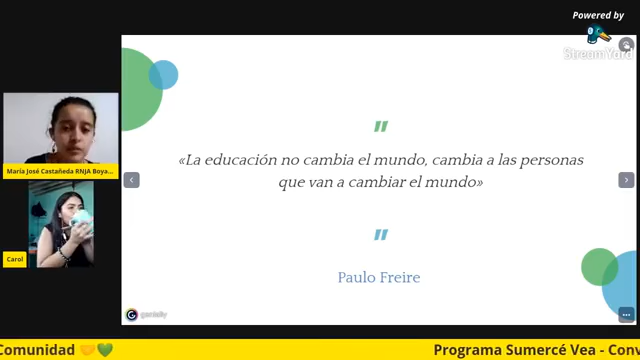 Powered by
StreamYard
"
«La educación no cambia el mundo, cambia a las personas
que van a cambiar el mundo»
"
Paulo Freire
María José Castañeda RNJA Boya...
Carol
genially
Comunidad 🤝💚
Programa Sumercé Vea - Conv